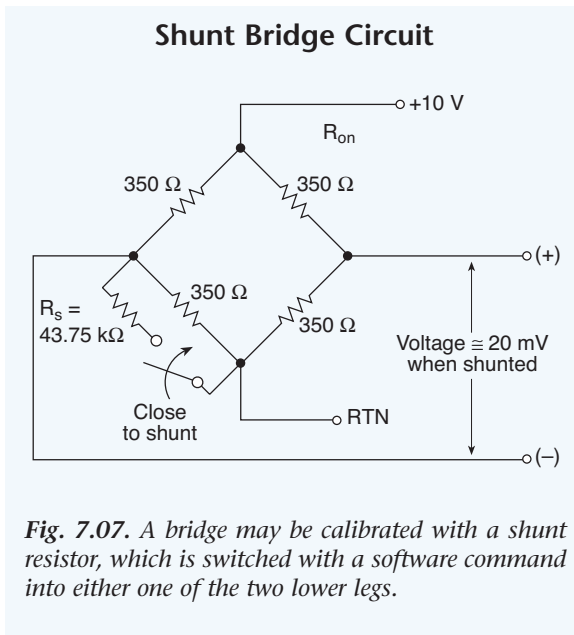 Shunt Bridge Circuit
+10 V
Ron
350 Ω
350 Ω
(+)
350 Ω
350 Ω
Rs =
43.75 kΩ
Voltage ≅ 20 mV
when shunted
Close
to shunt
RTN
(–)
Fig. 7.07. A bridge may be calibrated with a shunt
resistor, which is switched with a software command
into either one of the two lower legs.